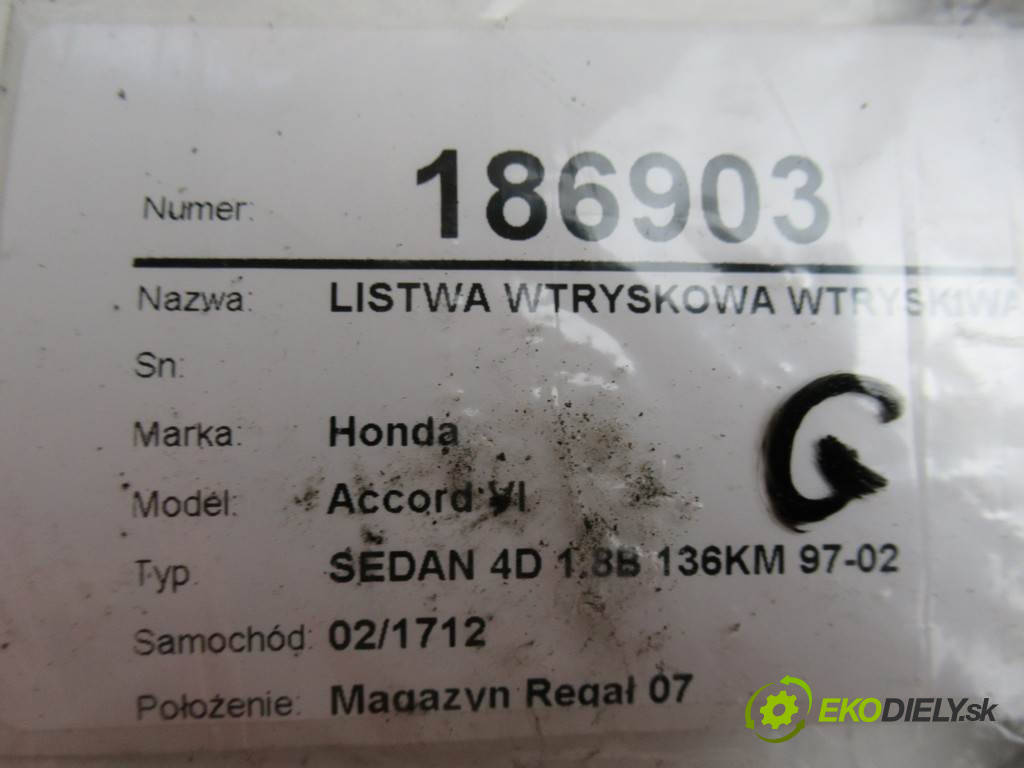 Numer: 186903
Nazwa: LISTWA WTRYSKOWA WTRYSKIWA
Sn:
Marka: Honda
G
Model: Accord VI
Typ. SEDAN 4D 1.8B 136KM 97-02
Samochód: 02/1712
Położenie: Magazyn Regał 07
EKODIELY.sk